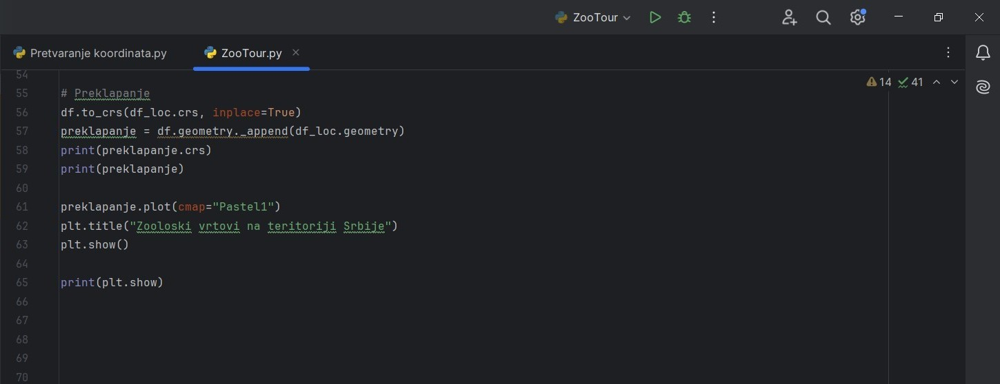 ZooTour
Pretvaranje koordinata.py
ZooTour.py
14 41
54
55 # Preklapanje
56 df.to_crs(df_loc.crs, inplace=True)
57 preklapanje = df.geometry._append(df_loc.geometry)
58 print(preklapanje.crs)
59 print(preklapanje)
60
61 preklapanje.plot(cmap="Pastel1")
62 plt.title("Zooloski vrtovi na teritoriji Srbije")
63 plt.show()
64
65 print(plt.show)
66
67
68
69
70